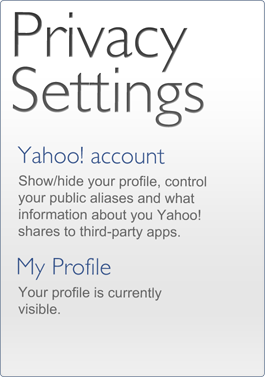 Privacy
Settings
Yahoo! account
Show/hide your profile, control
your public aliases and what
information about you Yahoo!
shares to third-party apps.
My Profile
Your profile is currently
visible.